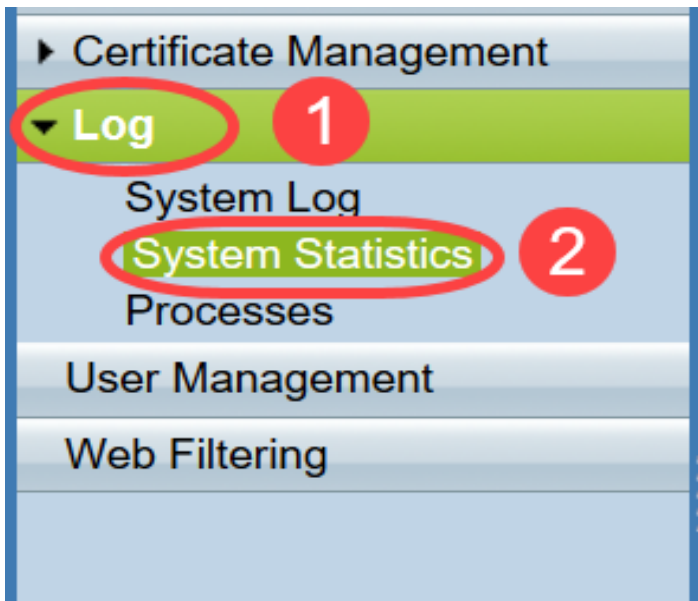 Certificate Management
Log 1
System Log
System Statistics 2
Processes
User Management
Web Filtering